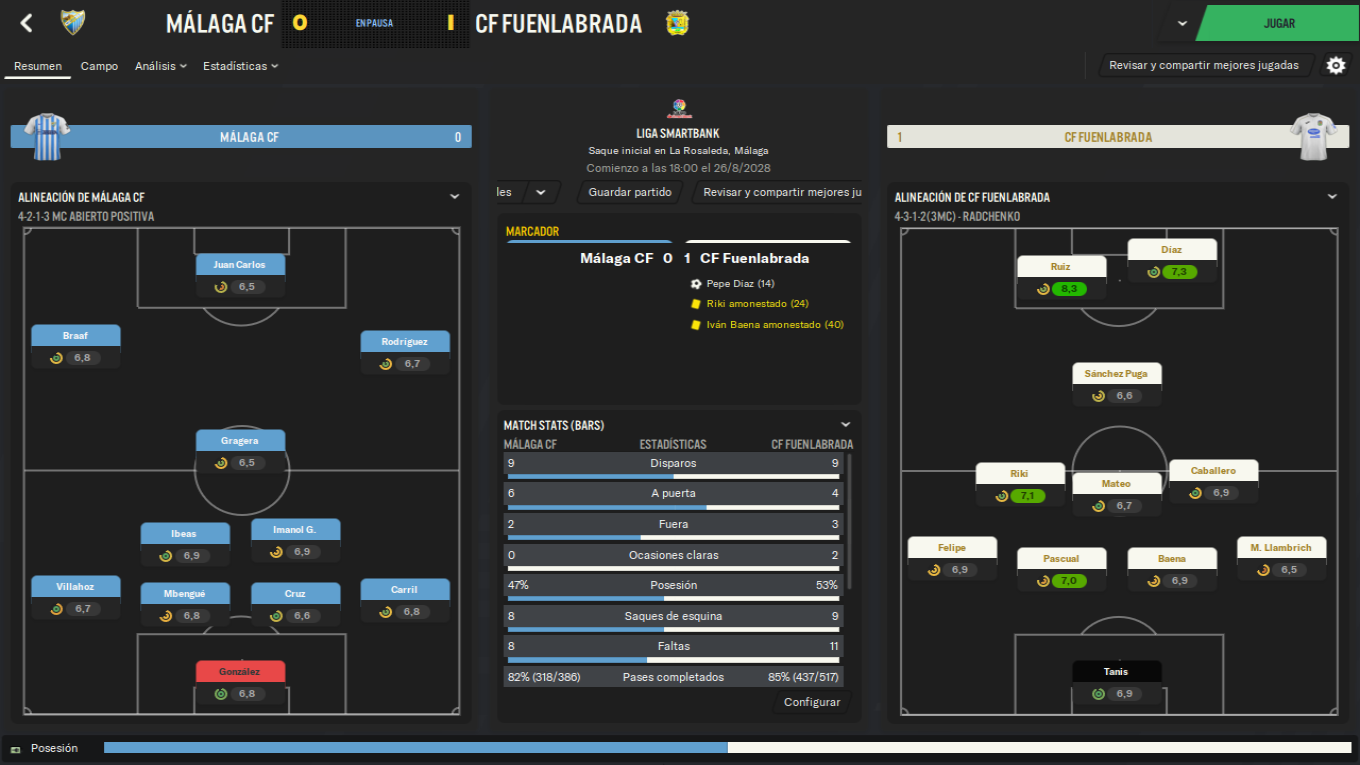 MÁLAGA CF 0 EN PAUSA 1 CF FUENLABRADA
JUGAR
Resumen Campo Análisis Estadísticas
Revisar y compartir mejores jugadas
MÁLAGA CF 0
ALINEACIÓN DE MÁLAGA CF
4-2-1-3 MC ABIERTO POSITIVA
Juan Carlos
6,5
Braaf
6,8
Rodríguez
6,7
Gragera
6,5
Ibeas
6,9
Imanol G.
6,9
Villahoz
6,7
Mbengué
6,8
Cruz
6,6
Carril
6,8
González
6,8
LIGA SMARTBANK
Saque inicial en La Rosaleda, Málaga
Comienzo a las 18:00 el 26/8/2028
les
Guardar partido
Revisar y compartir mejores ju
MARCADOR
Málaga CF 0 1 CF Fuenlabrada
Pepe Díaz (14)
Riki amonestado (24)
Iván Baena amonestado (40)
MATCH STATS (BARS)
MÁLAGA CF ESTADÍSTICAS CF FUENLABRADA
9 Disparos 9
6 A puerta 4
2 Fuera 3
0 Ocasiones claras 2
47% Posesión 53%
8 Saques de esquina 9
8 Faltas 11
82% (318/386) Pases completados 85% (437/517)
Configurar
1 CF FUENLABRADA
ALINEACIÓN DE CF FUENLABRADA
4-3-1-2 (3MC) - RADCHENKO
Díaz
7,3
Ruiz
8,3
Sánchez Puga
6,6
Riki
7,1
Mateo
6,7
Caballero
6,9
Felipe
6,9
Pascual
7,0
Baena
6,9
M. Llambrich
6,5
Tanis
6,9
Posesión